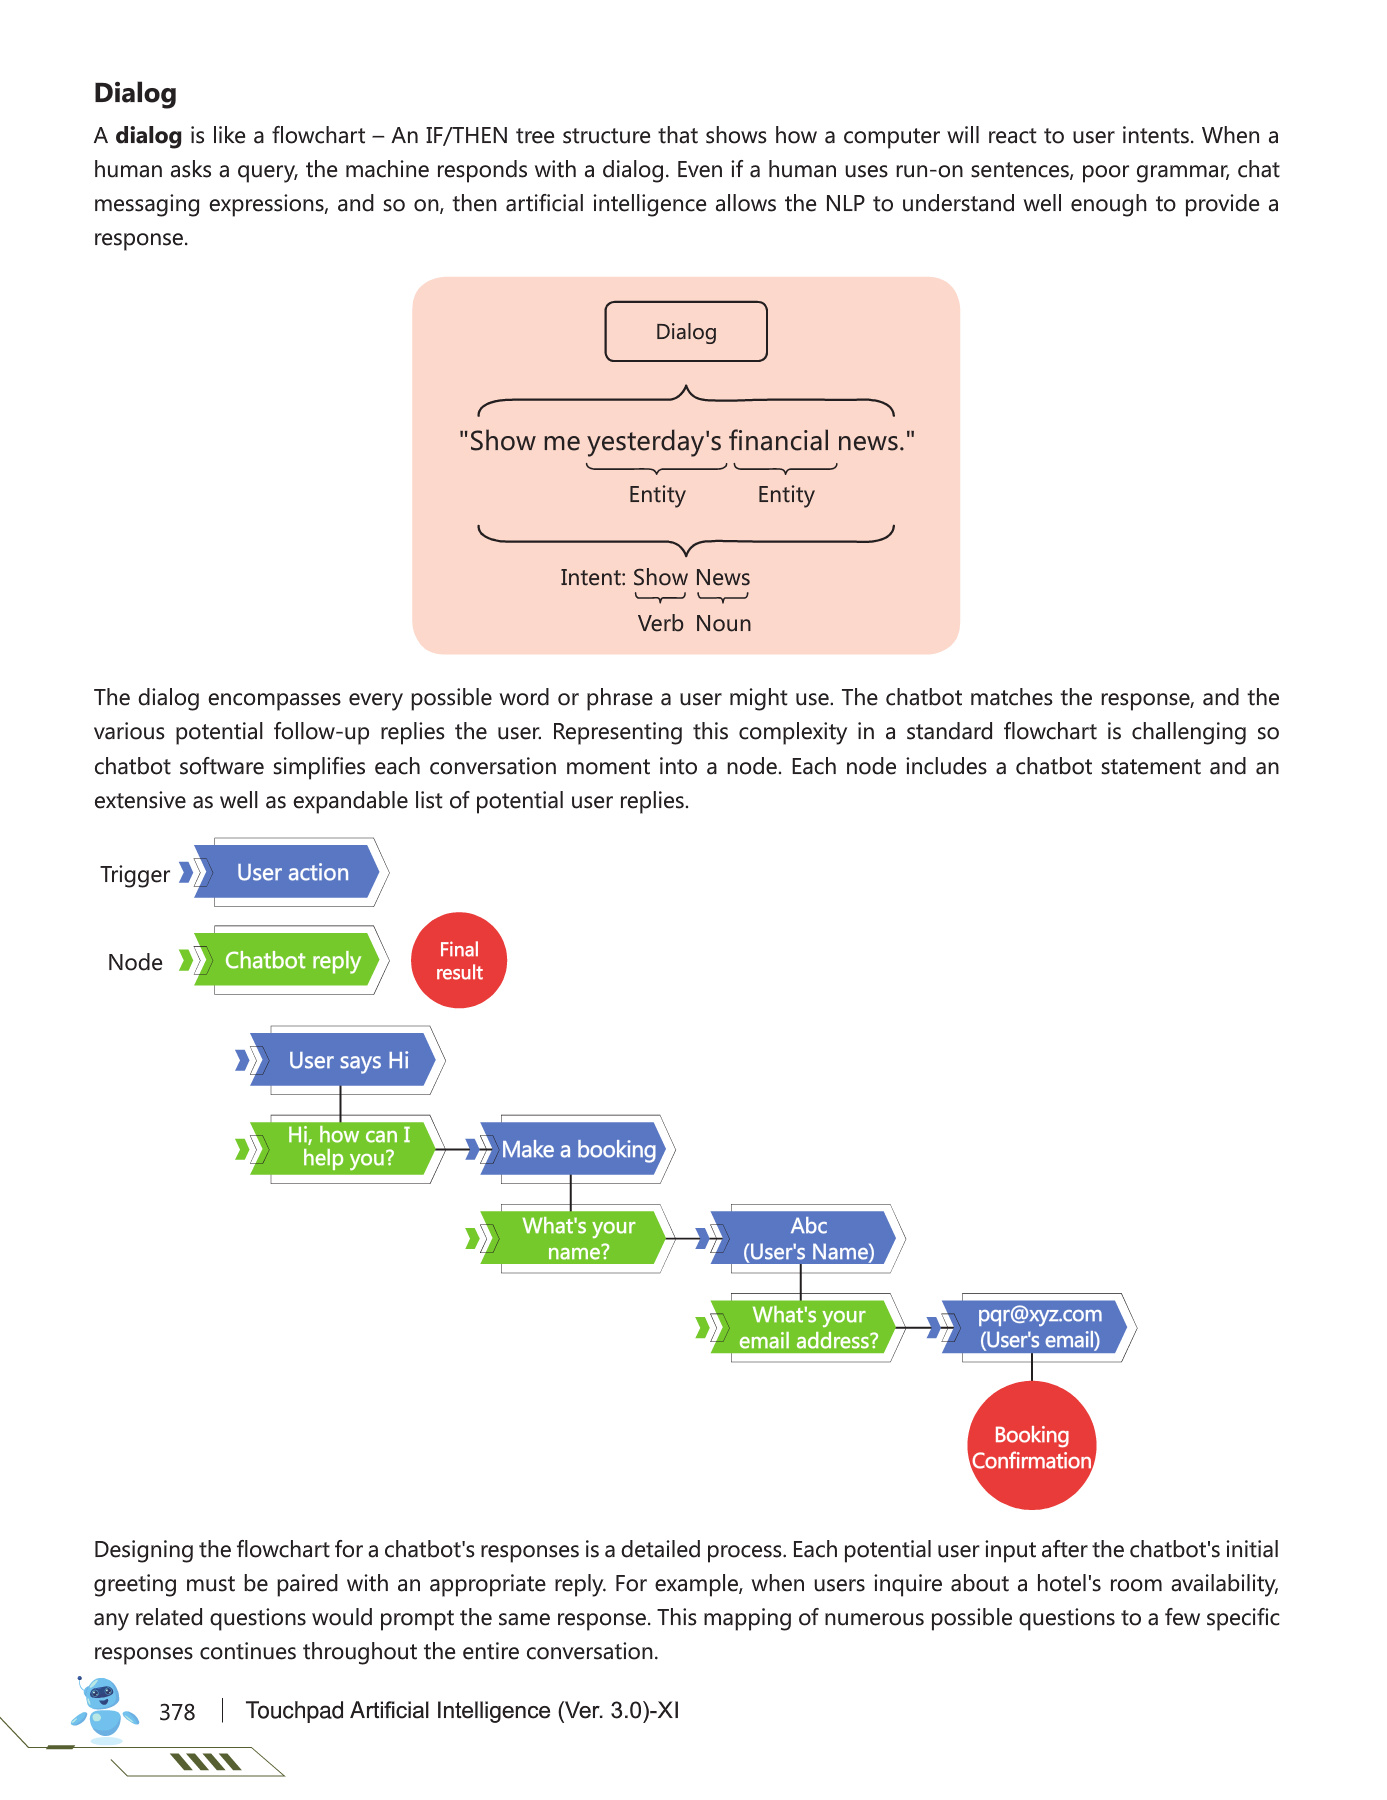 Dialog
A dialog is like a flowchart – An IF/THEN tree structure that shows how a computer will react to user intents. When a
human asks a query, the machine responds with a dialog. Even if a human uses run-on sentences, poor grammar, chat
messaging expressions, and so on, then artificial intelligence allows the NLP to understand well enough to provide a
response.
Dialog
"Show me yesterday's financial news."
Entity Entity
Intent: Show News
Verb Noun
The dialog encompasses every possible word or phrase a user might use. The chatbot matches the response, and the
various potential follow-up replies the user. Representing this complexity in a standard flowchart is challenging so
chatbot software simplifies each conversation moment into a node. Each node includes a chatbot statement and an
extensive as well as expandable list of potential user replies.
Trigger User action
Node Chatbot reply
Final
result
User says Hi
Hi, how can I
help you?
Make a booking
What's your
name?
Abc
(User's Name)
What's your
email address?
pqr@xyz.com
(User's email)
Booking
Confirmation
Designing the flowchart for a chatbot's responses is a detailed process. Each potential user input after the chatbot's initial
greeting must be paired with an appropriate reply. For example, when users inquire about a hotel's room availability,
any related questions would prompt the same response. This mapping of numerous possible questions to a few specific
responses continues throughout the entire conversation.
378 Touchpad Artificial Intelligence (Ver. 3.0)-XI